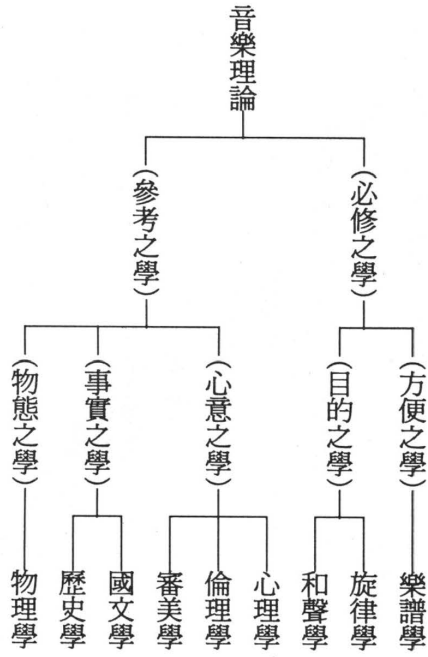 音樂理論
（必修之學）
（參考之學）
（方便之學）
（目的之學）
（心意之學）
（事實之學）
（物態之學）
樂譜學
旋律學
和聲學
心理學
倫理學
審美學
國文學
歷史學
物理學